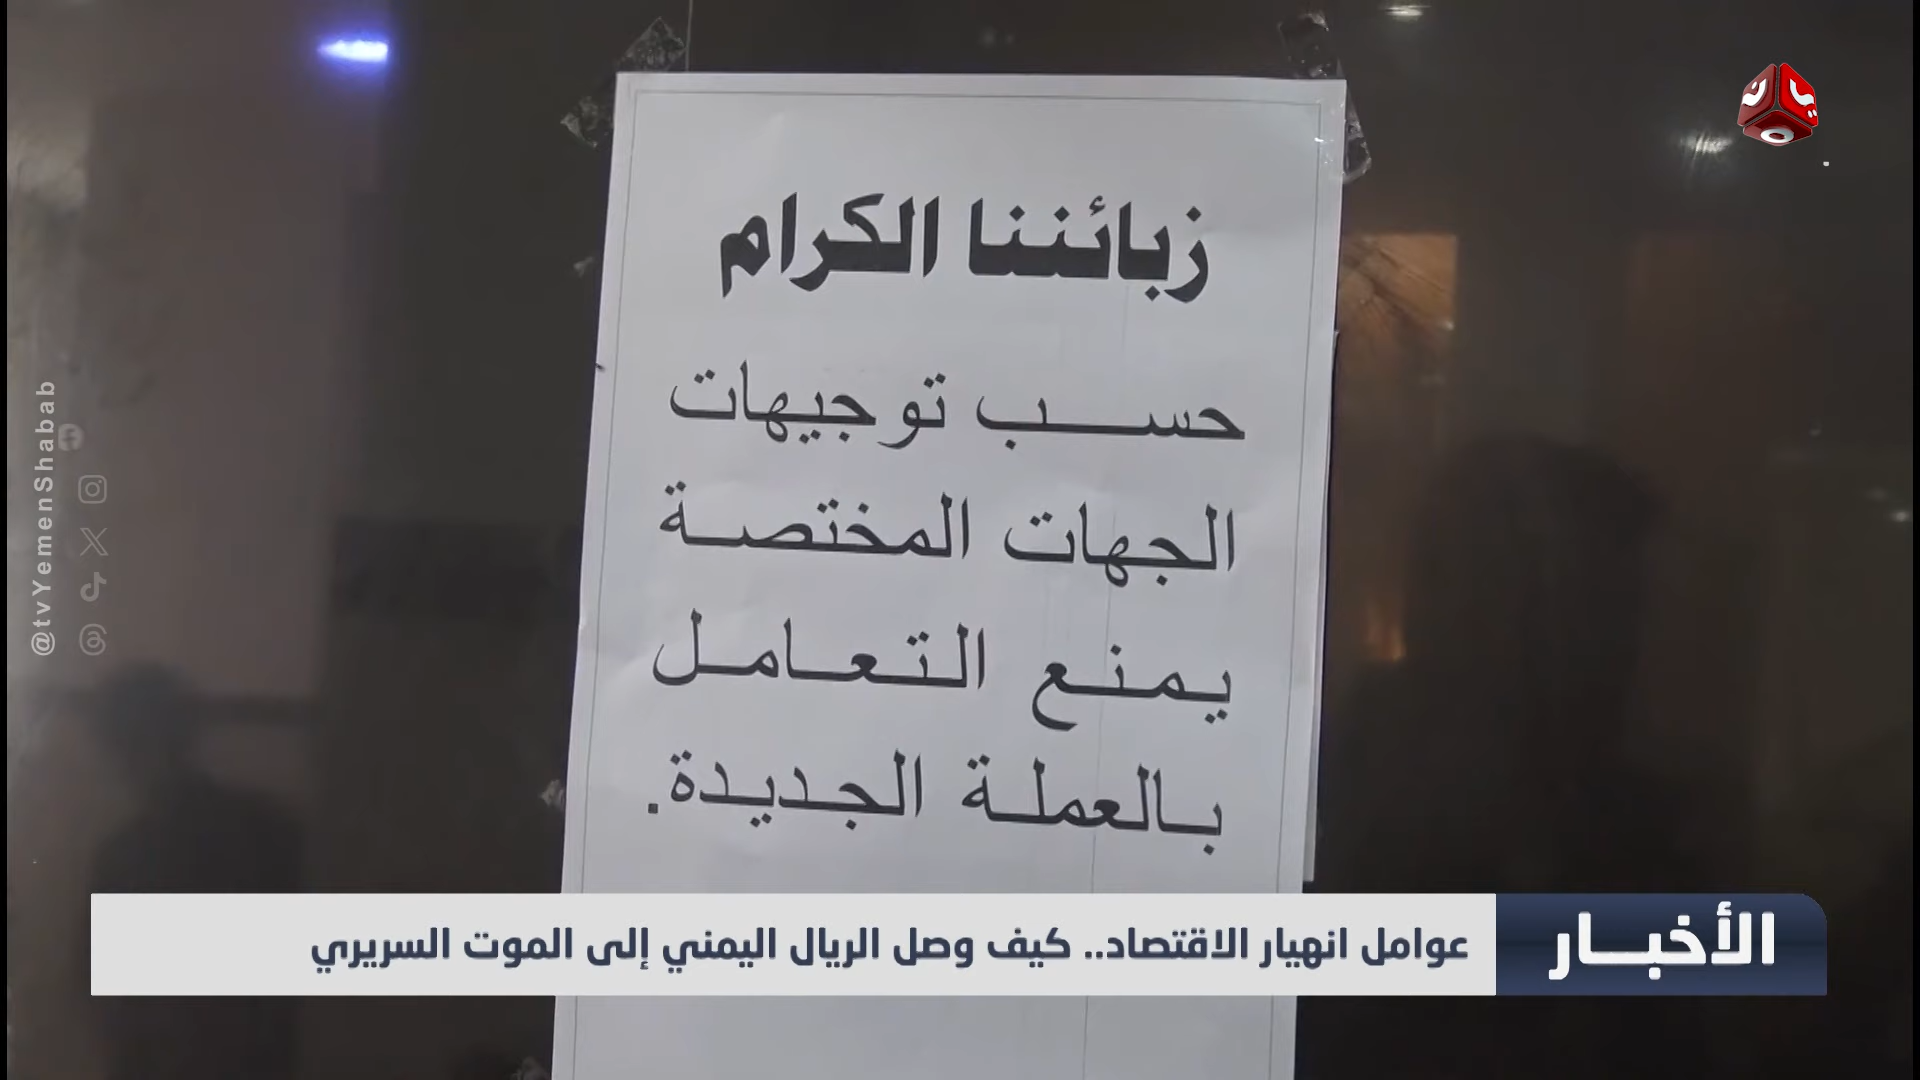 زبائننا الكرام
حسب توجيهات
الجهات المختصة
يمنع التعامل
بالعملة الجديدة.
الأخبار
عوامل انهيار الاقتصاد.. كيف وصل الريال اليمني إلى الموت السريري
@tvYemenShabab